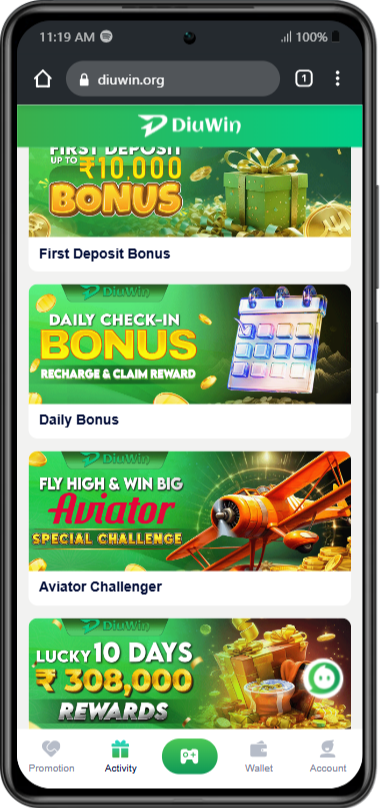 11:19 AM
100%
diuwin.org
1
DiuWin
FIRST DEPOSIT
UP TO ₹10,000
BONUS
First Deposit Bonus
DiuWin
DAILY CHECK-IN
BONUS
RECHARGE & CLAIM REWARD
Daily Bonus
DiuWin
FLY HIGH & WIN BIG
Aviator
SPECIAL CHALLENGE
Aviator Challenger
DiuWin
LUCKY 10 DAYS
₹ 308,000
REWARDS
Promotion
Activity
Wallet
Account